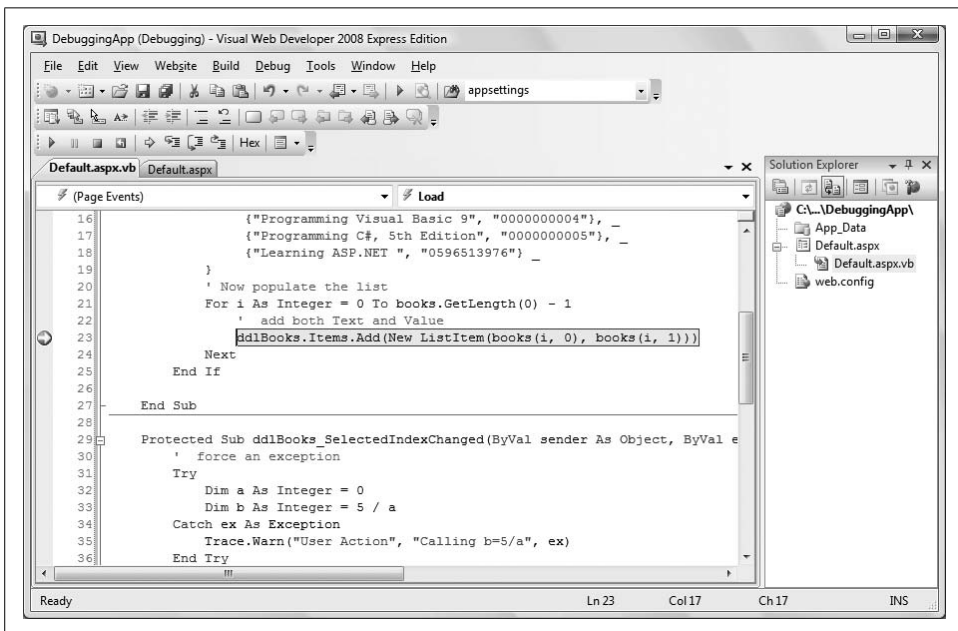 DebuggingApp (Debugging) - Visual Web Developer 2008 Express Edition
File Edit View Website Build Debug Tools Window Help
appsettings
Hex
Default.aspx.vb Default.aspx
(Page Events) Load
16 {"Programming Visual Basic 9", "0000000004"}, _
17 {"Programming C#, 5th Edition", "0000000005"}, _
18 {"Learning ASP.NET ", "0596513976"} _
19 }
20 ' Now populate the list
21 For i As Integer = 0 To books.GetLength(0) - 1
22 ' add both Text and Value
23 ddlBooks.Items.Add(New ListItem(books(i, 0), books(i, 1)))
24 Next
25 End If
26
27 End Sub
28
29 Protected Sub ddlBooks_SelectedIndexChanged(ByVal sender As Object, ByVal e
30 ' force an exception
31 Try
32 Dim a As Integer = 0
33 Dim b As Integer = 5 / a
34 Catch ex As Exception
35 Trace.Warn("User Action", "Calling b=5/a", ex)
36 End Try
Solution Explorer
C:\...\DebuggingApp\
App_Data
Default.aspx
Default.aspx.vb
web.config
Ready Ln 23 Col 17 Ch 17 INS